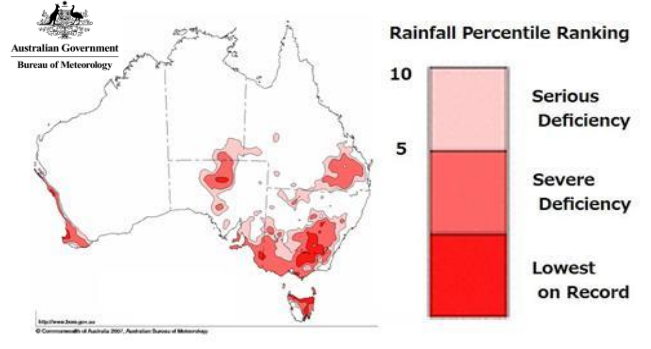 Australian Government
Bureau of Meteorology
Rainfall Percentile Ranking
10
Serious
Deficiency
5
Severe
Deficiency
Lowest
on Record
http://www.bom.gov.au
© Commonwealth of Australia 2007, Australian Bureau of Meteorology